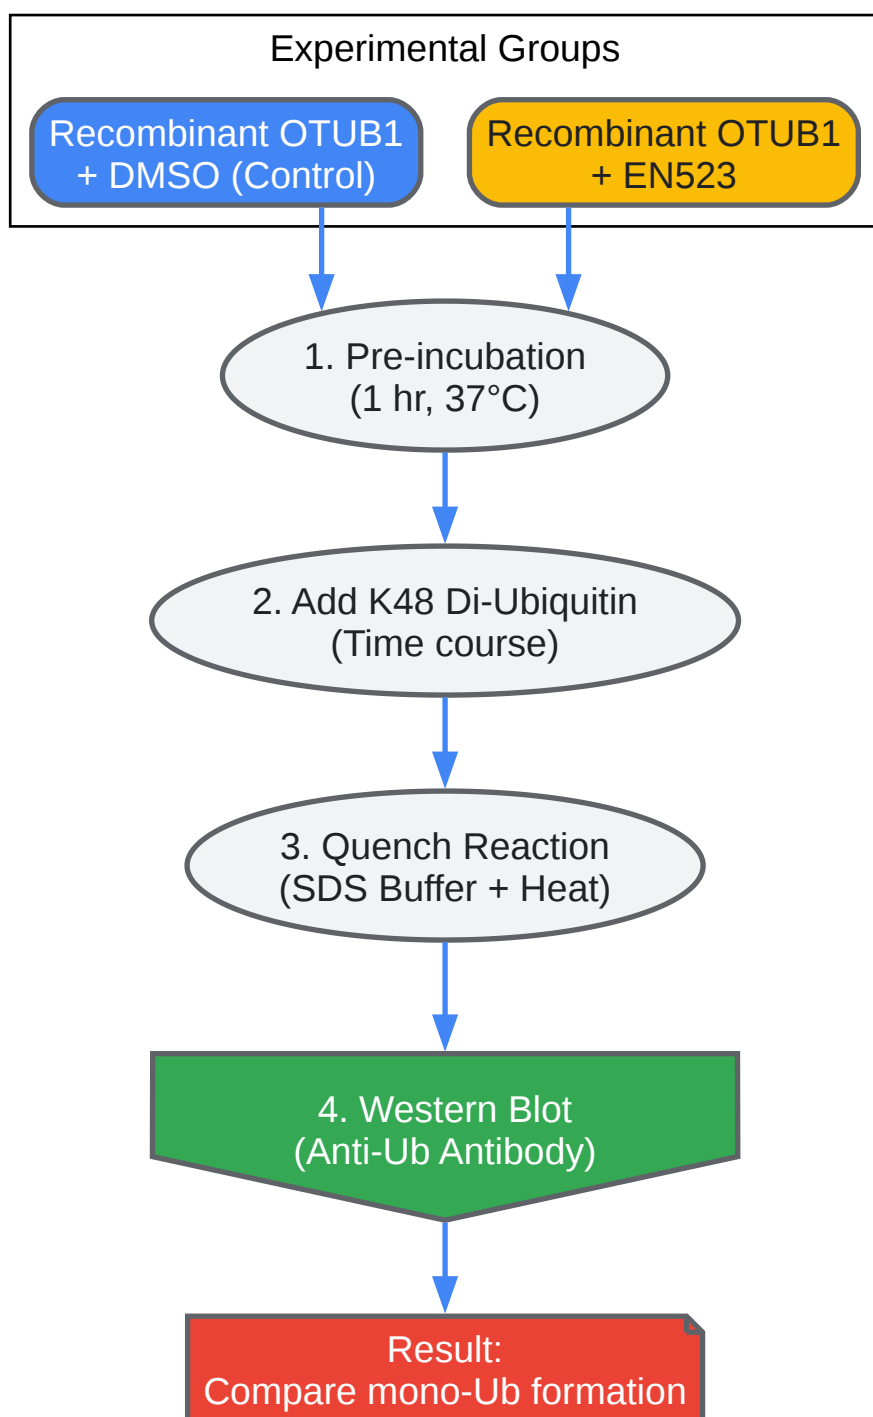 Experimental Groups
Recombinant OTUB1
+ DMSO (Control)
Recombinant OTUB1
+ EN523
1. Pre-incubation
(1 hr, 37°C)
2. Add K48 Di-Ubiquitin
(Time course)
3. Quench Reaction
(SDS Buffer + Heat)
4. Western Blot
(Anti-Ub Antibody)
Result:
Compare mono-Ub formation